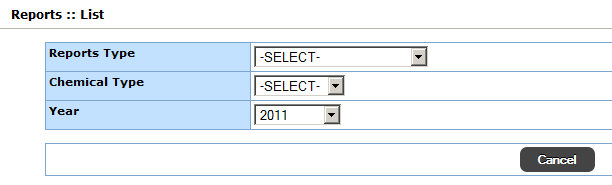 Reports :: List
Reports Type -SELECT-
Chemical Type -SELECT-
Year 2011
Cancel